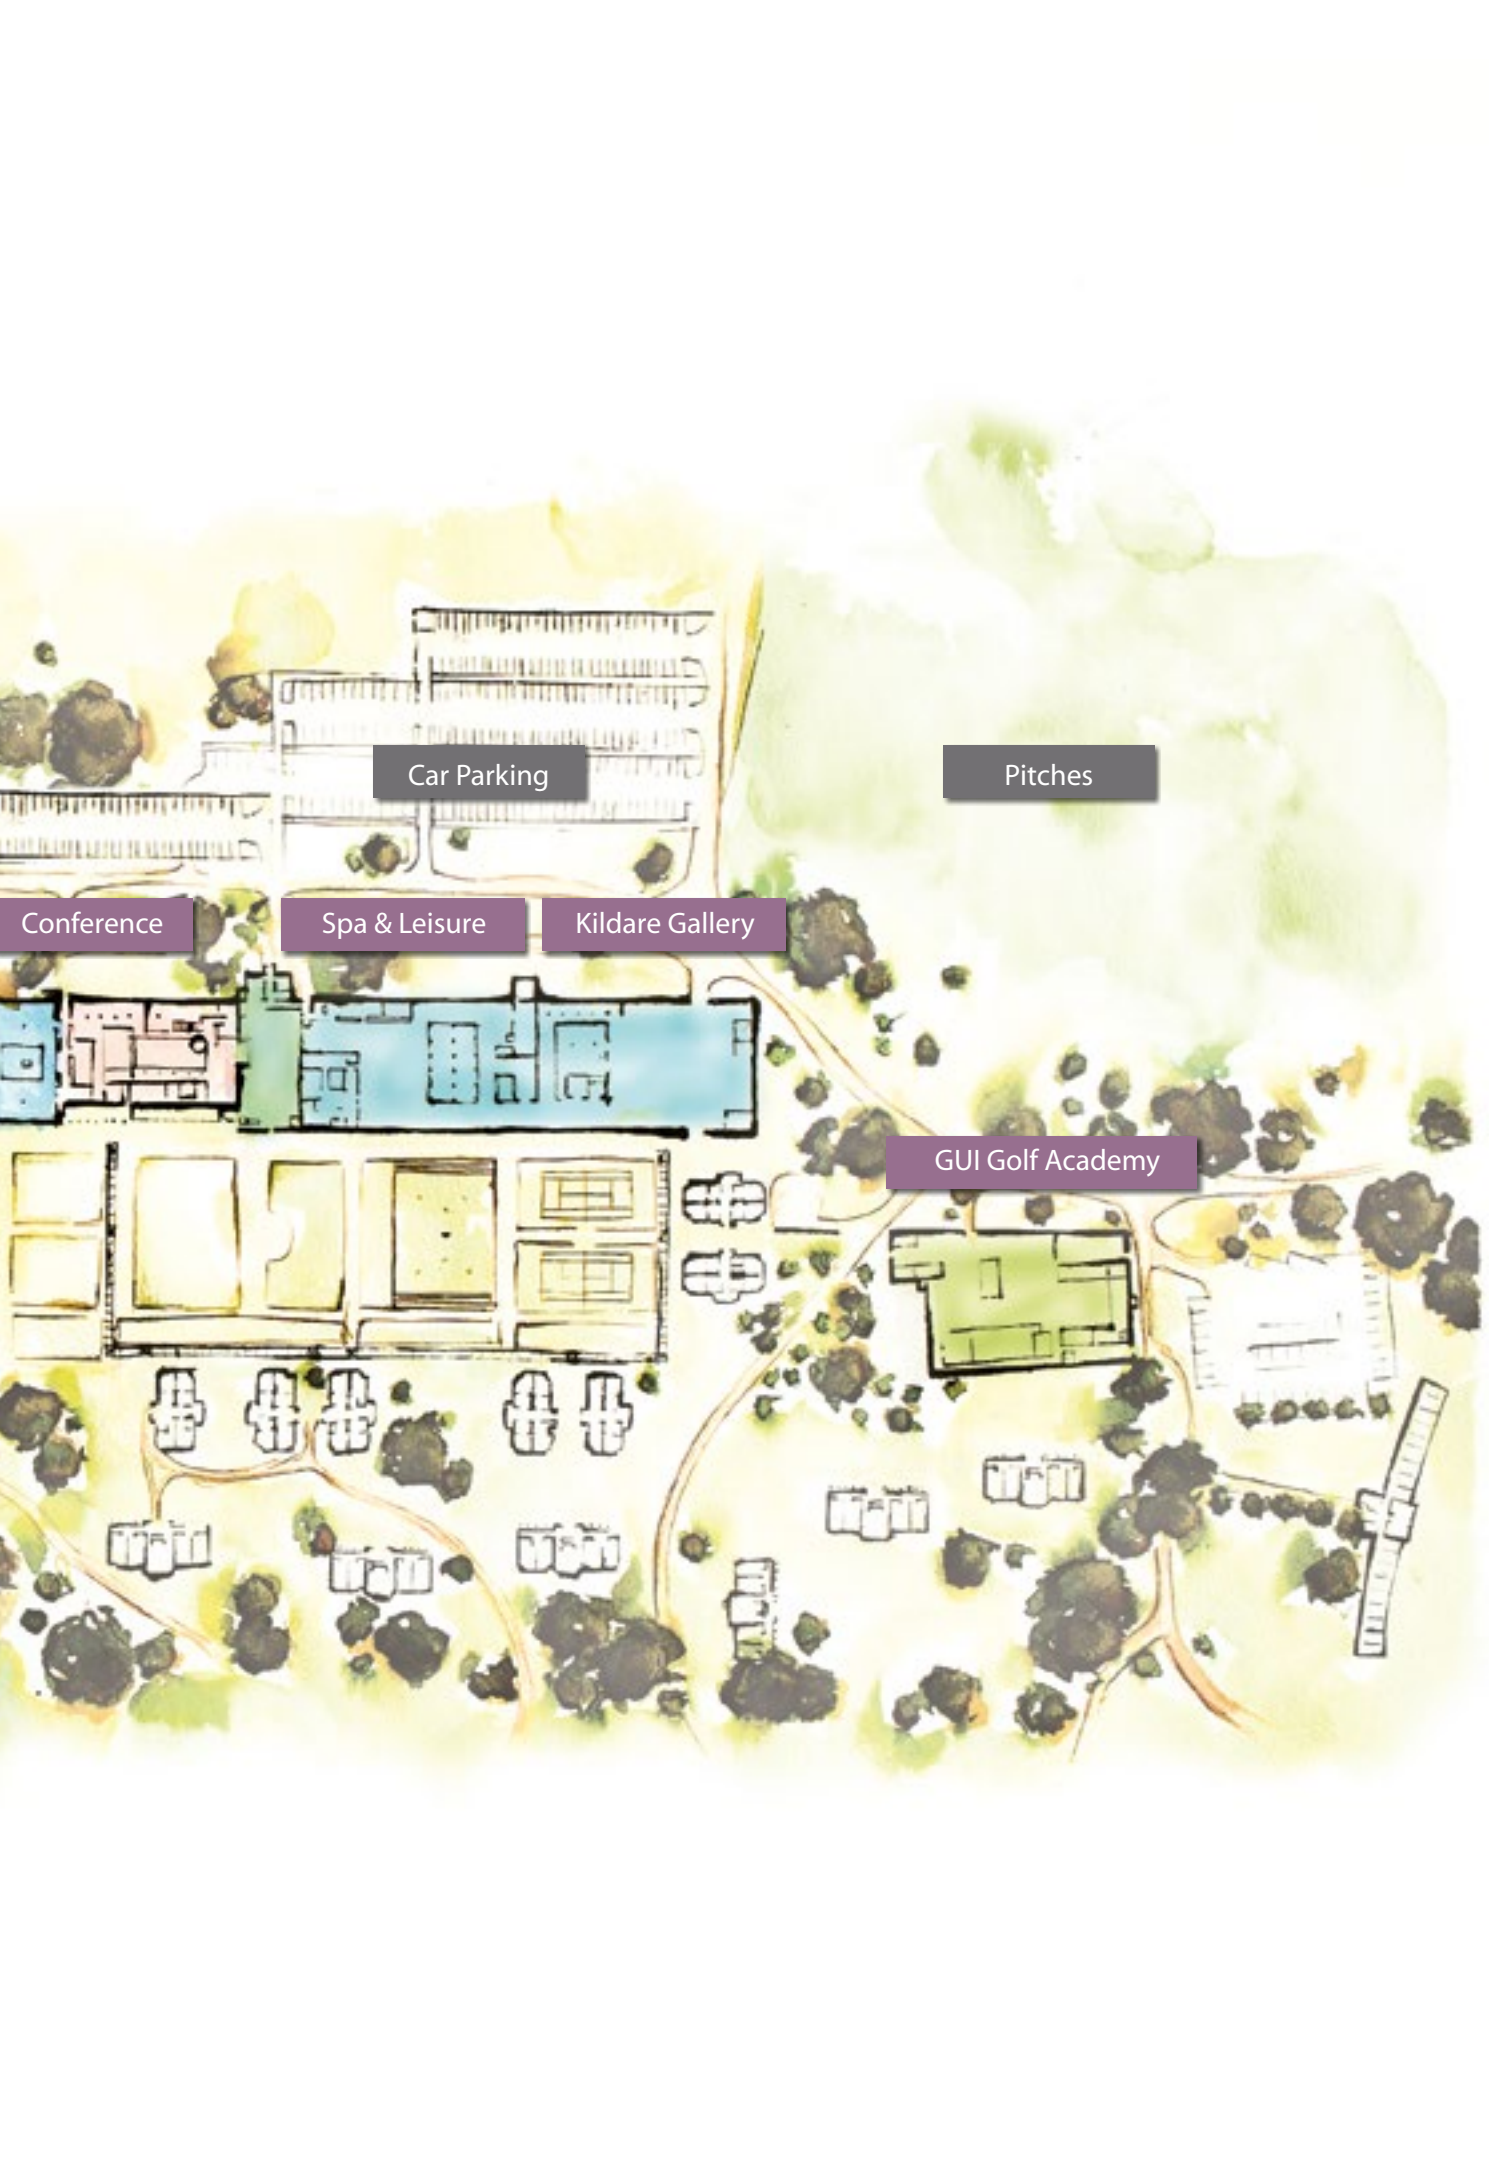 Car Parking
Pitches
Conference
Spa & Leisure
Kildare Gallery
GUI Golf Academy